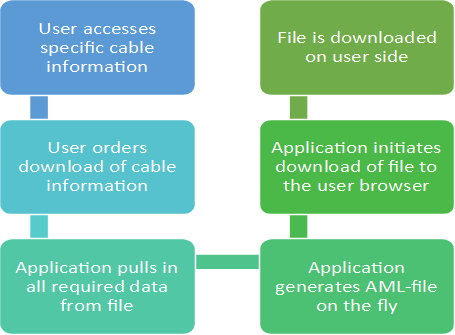 User accesses
specific cable
information
User orders
download of cable
information
Application pulls in
all required data
from file
Application
generates AML-file
on the fly
Application initiates
download of file to
the user browser
File is downloaded
on user side